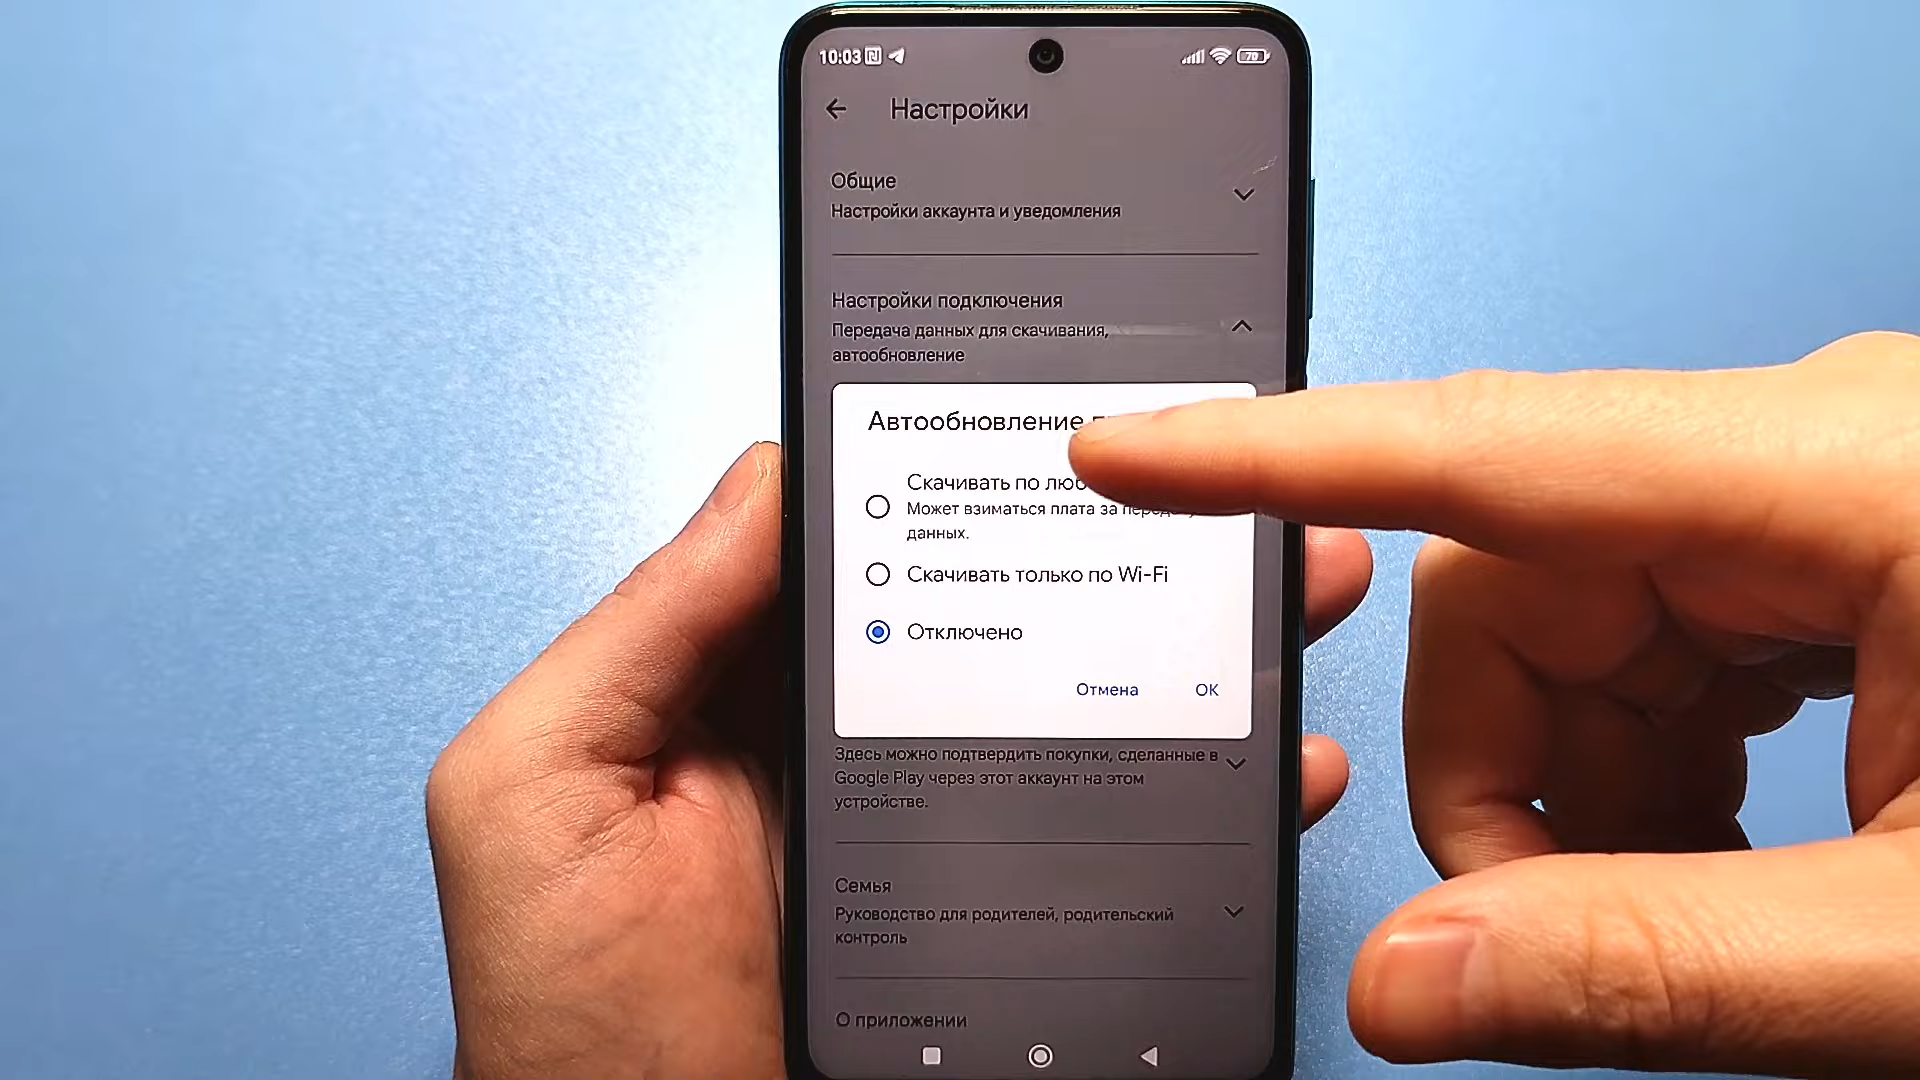 10:03
70
Настройки
Общие
Настройки аккаунта и уведомления
Настройки подключения
Передача данных для скачивания,
автообновление
Автообновление
Скачивать по
Может взиматься плата за
данных.
Скачивать только по Wi-Fi
Отключено
Отмена
ОК
Здесь можно подтвердить покупки, сделанные в
Google Play через этот аккаунт на этом
устройстве.
Семья
Руководство для родителей, родительский
контроль
О приложении